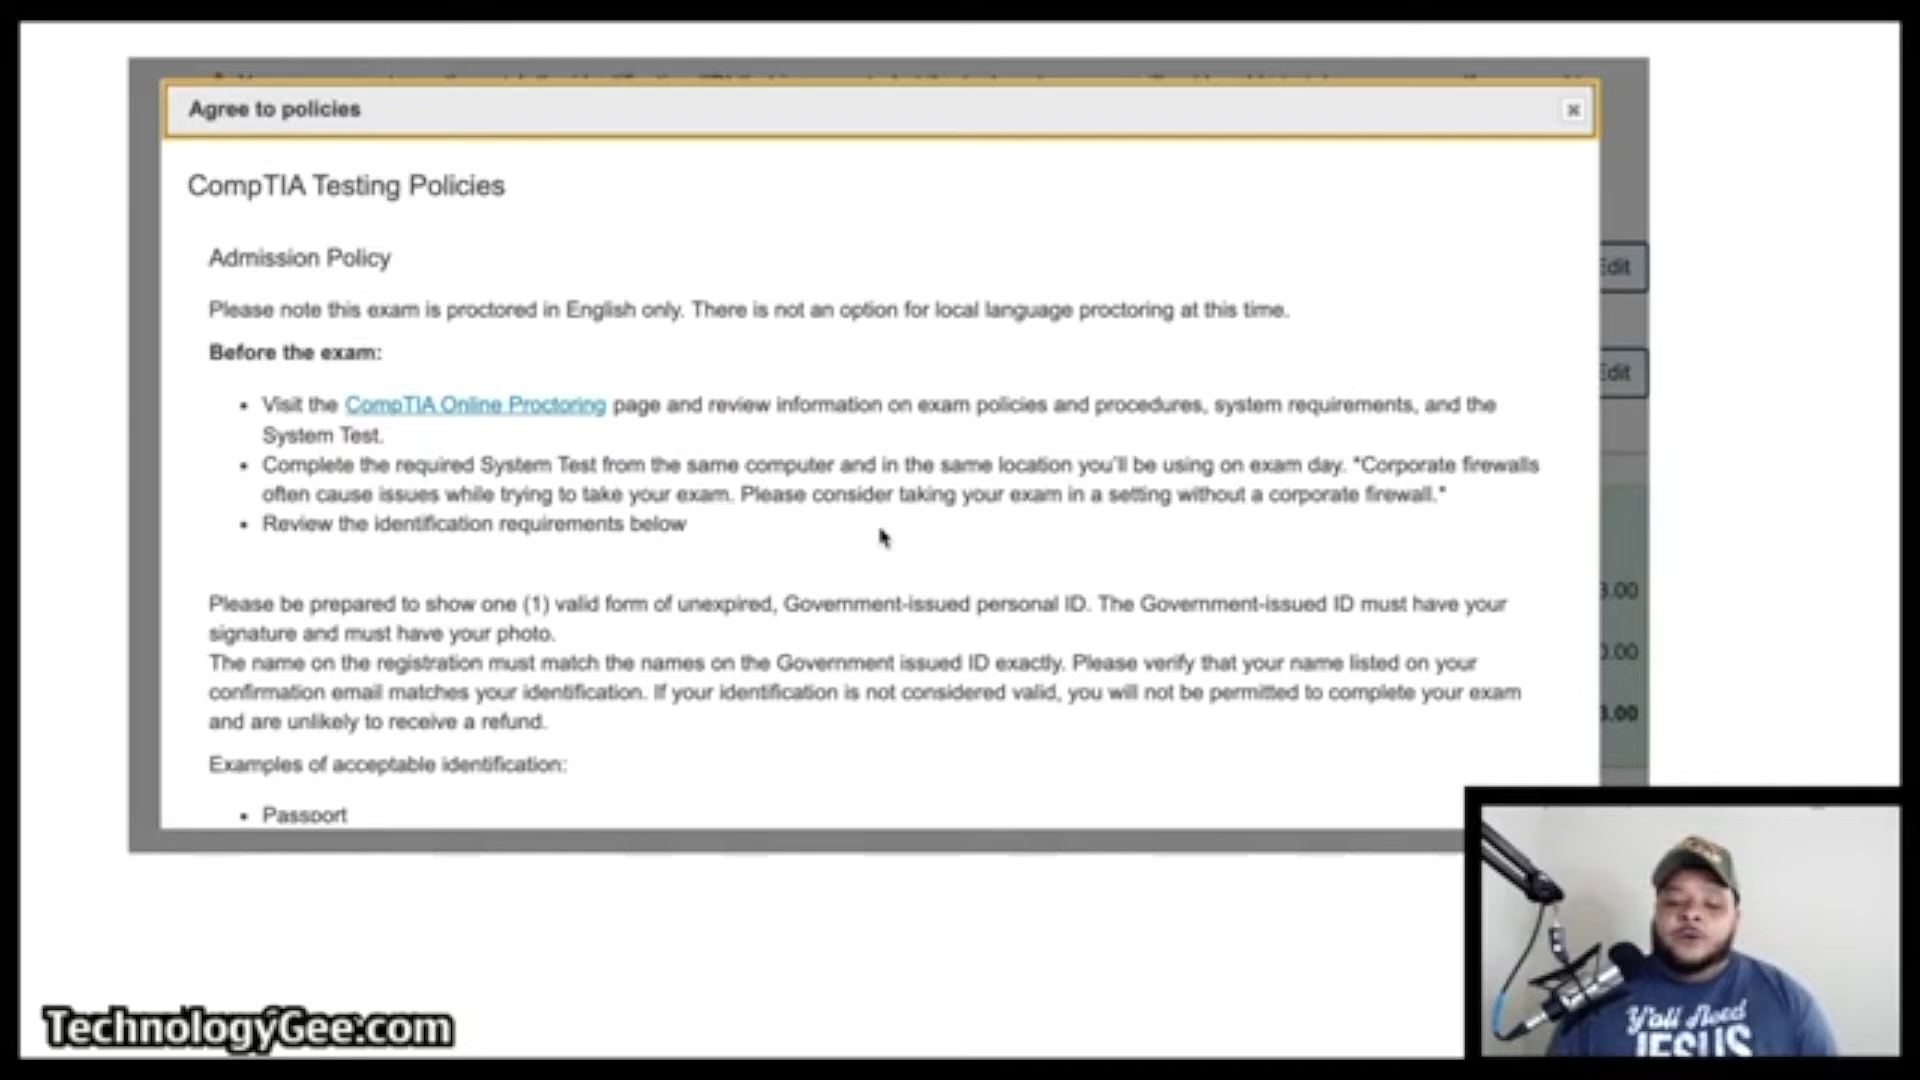 Agree to policies
CompTIA Testing Policies
Admission Policy
Please note this exam is proctored in English only. There is not an option for local language proctoring at this time.
Before the exam:
• Visit the CompTIA Online Proctoring page and review information on exam policies and procedures, system requirements, and the
System Test.
• Complete the required System Test from the same computer and in the same location you'll be using on exam day. *Corporate firewalls
often cause issues while trying to take your exam. Please consider taking your exam in a setting without a corporate firewall.*
• Review the identification requirements below
Please be prepared to show one (1) valid form of unexpired, Government-issued personal ID. The Government-issued ID must have your
signature and must have your photo.
The name on the registration must match the names on the Government issued ID exactly. Please verify that your name listed on your
confirmation email matches your identification. If your identification is not considered valid, you will not be permitted to complete your exam
and are unlikely to receive a refund.
Examples of acceptable identification:
• Passport
Edit
Edit
3.00
0.00
3.00
TechnologyGee.com
Y'all Need
JESUS